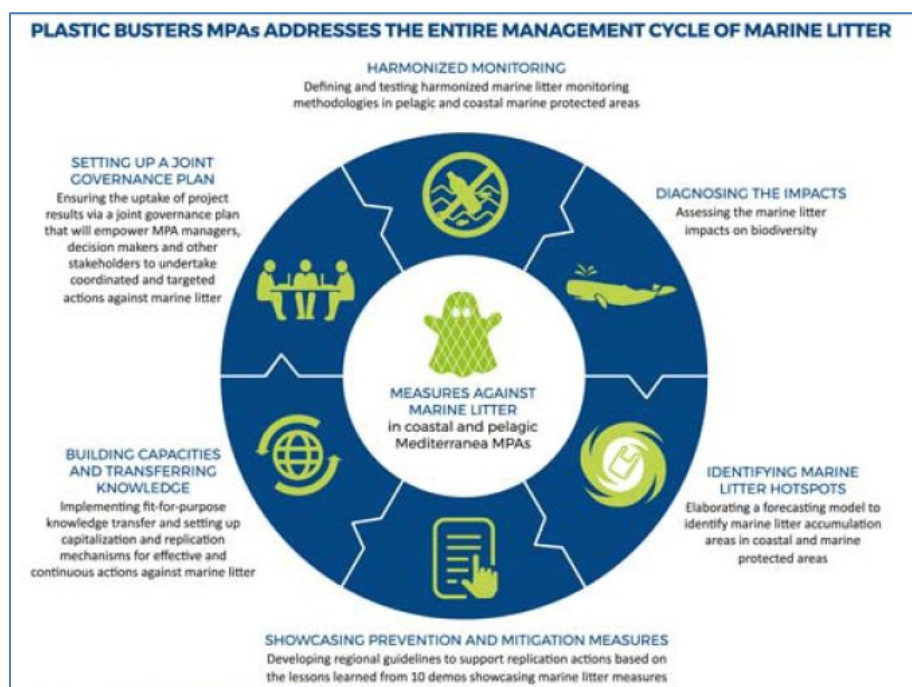 PLASTIC BUSTERS MPAs ADDRESSES THE ENTIRE MANAGEMENT CYCLE OF MARINE LITTER
HARMONIZED MONITORING
Defining and testing harmonized marine litter monitoring
methodologies in pelagic and coastal marine protected areas
DIAGNOSING THE IMPACTS
Assessing the marine litter
impacts on biodiversity
IDENTIFYING MARINE
LITTER HOTSPOTS
Elaborating a forecasting model to
identify marine litter accumulation
areas in coastal and marine
protected areas
SHOWCASING PREVENTION AND MITIGATION MEASURES
Developing regional guidelines to support replication actions based on
the lessons learned from 10 demos showcasing marine litter measures
BUILDING CAPACITIES
AND TRANSFERRING
KNOWLEDGE
Implementing fit-for-purpose
knowledge transfer and setting up
capitalization and replication
mechanisms for effective and
continuous actions against marine litter
SETTING UP A JOINT
GOVERNANCE PLAN
Ensuring the uptake of project
results via a joint governance plan
that will empower MPA managers,
decision makers and other
stakeholders to undertake
coordinated and targeted
actions against marine litter
MEASURES AGAINST
MARINE LITTER
in coastal and pelagic
Mediterranea MPAs